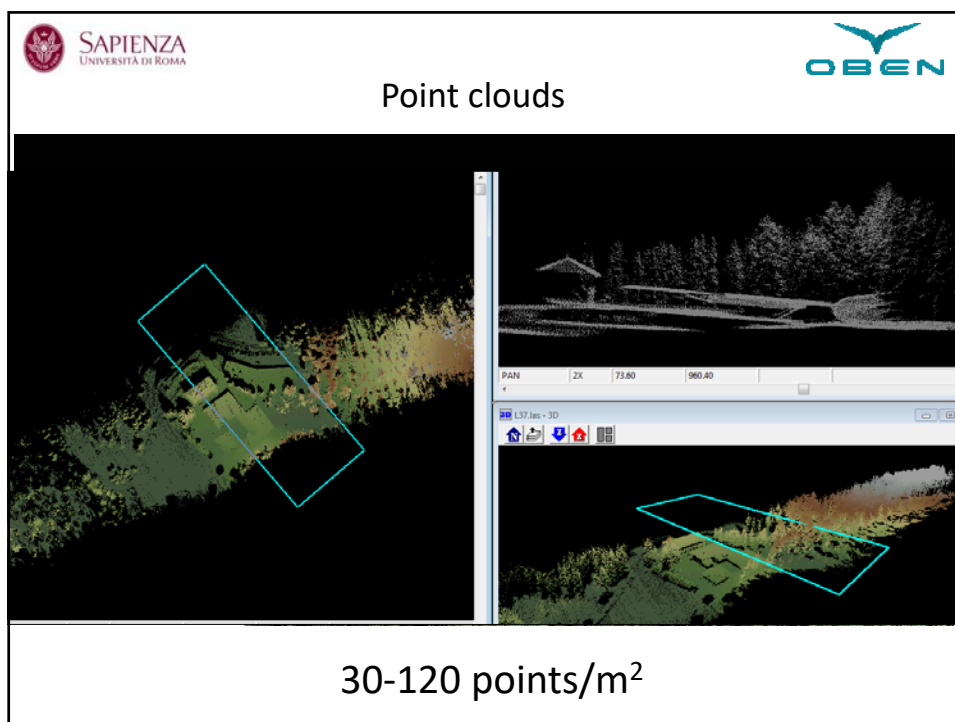 SAPIENZA
UNIVERSITÀ DI ROMA
OBEN
Point clouds
PAN 2X 73.60 960.40
3D L37.las - 3D
N Z Z
30-120 points/m²